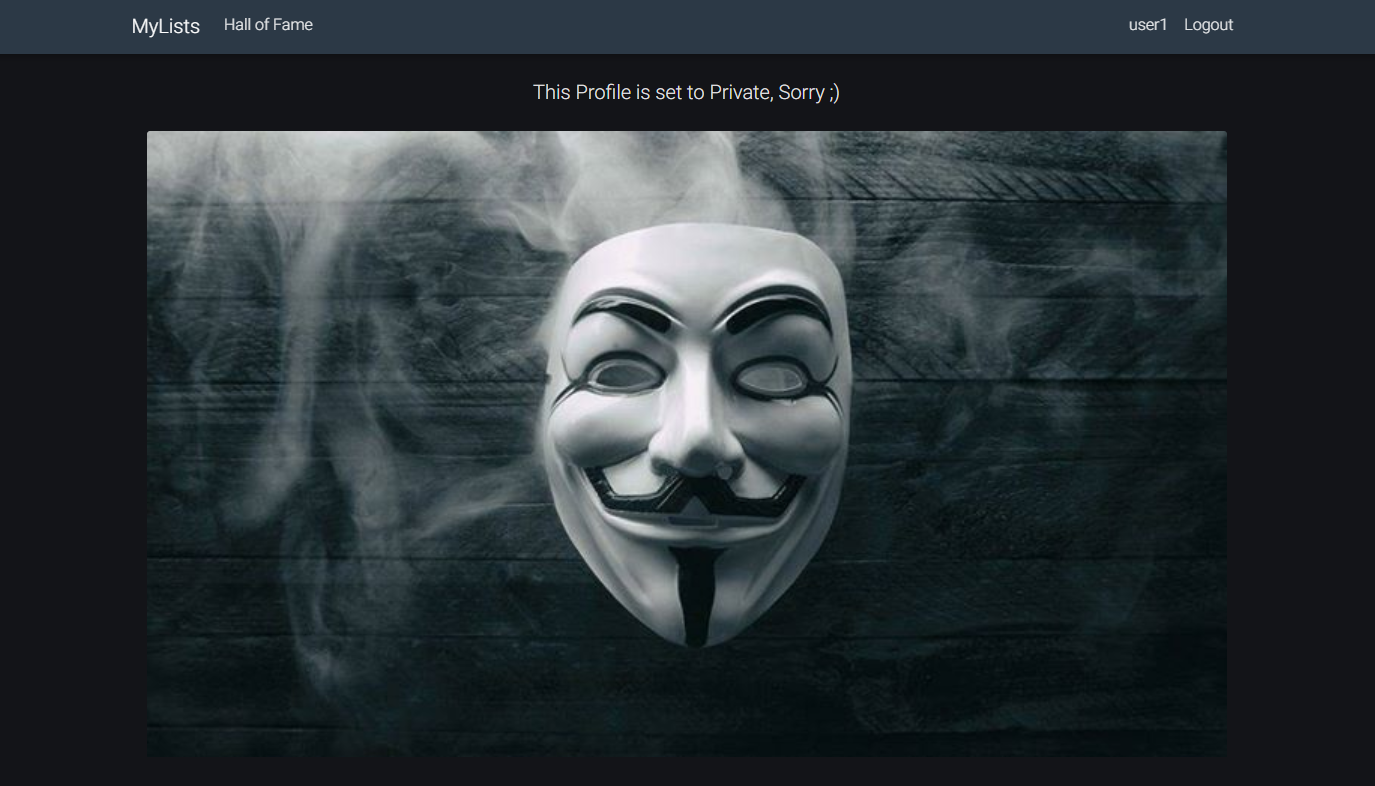 MyLists Hall of Fame user1 Logout
This Profile is set to Private, Sorry ;)